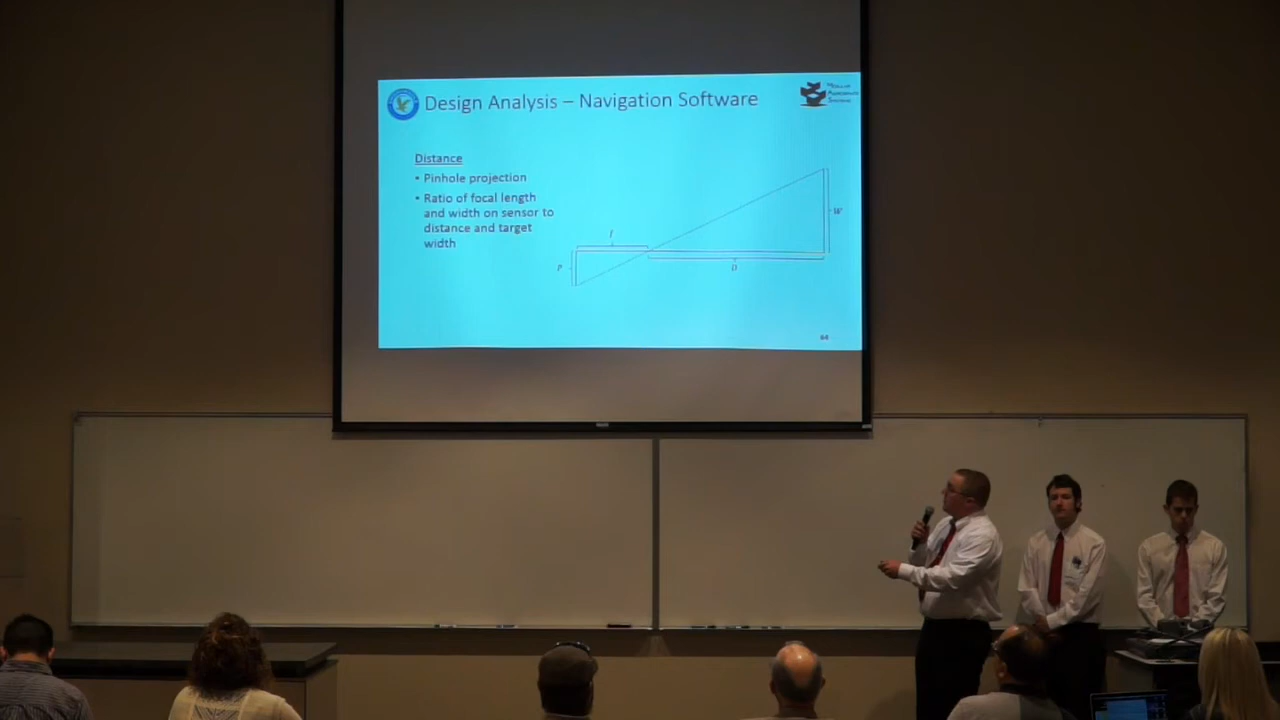 Design Analysis – Navigation Software
Distance
▪ Pinhole projection
▪ Ratio of focal length
and width on sensor to
distance and target
width
f
P
D
W